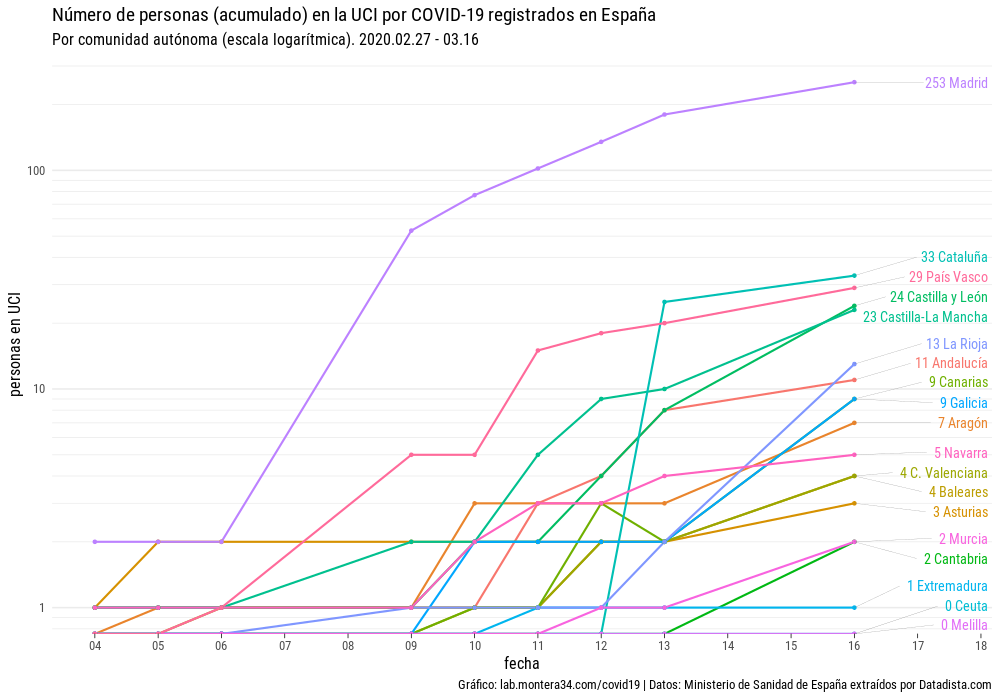 Número de personas (acumulado) en la UCI por COVID-19 registrados en España
Por comunidad autónoma (escala logarítmica). 2020.02.27 - 03.16
253 Madrid
100
33 Cataluña
29 País Vasco
24 Castilla y León
23 Castilla-La Mancha
13 La Rioja
11 Andalucía
9 Canarias
10
9 Galicia
7 Aragón
5 Navarra
4 C. Valenciana
4 Baleares
3 Asturias
2 Murcia
2 Cantabria
1 Extremadura
1
0 Ceuta
0 Melilla
personas en UCI
04 05 06 07 08 09 10 11 12 13 14 15 16 17 18
fecha
Gráfico: lab.montera34.com/covid19 | Datos: Ministerio de Sanidad de España extraídos por Datadista.com